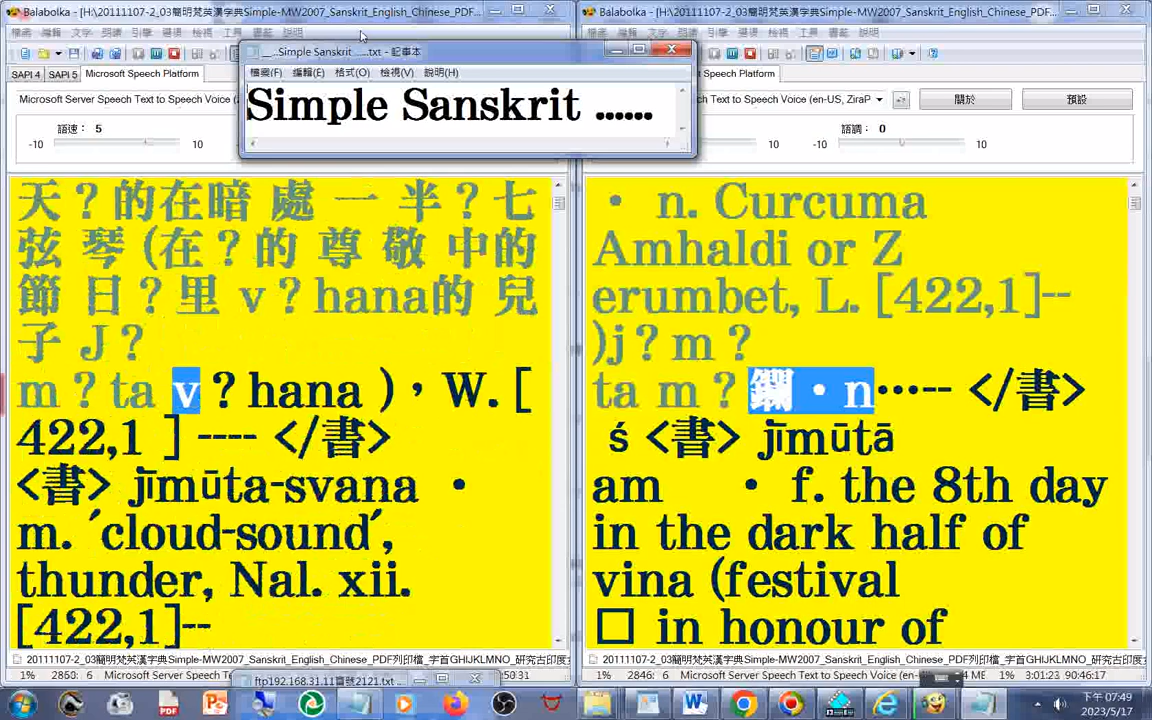 Balabolka - [H:\20111107-2_03簡明梵英漢字典Simple-MW2007_Sanskrit_English_Chinese_PDF
Balabolka - [H:\20111107-2_03簡明梵英漢字典Simple-MW2007_Sanskrit_English_Chinese_PDF
__...Simple Sanskrit ......txt - 記事本
檔案(F) 編輯(E) 格式(O) 檢視(V) 說明(H)
Simple Sanskrit ......
SAPI 4 SAPI 5 Microsoft Speech Platform
Speech Platform
Microsoft Server Speech Text to Speech Voice
Text to Speech Voice (en-US, ZiraP
關於
預設
語速： 5
語調： 0
-10 10
10 -10 10
天？的在暗 處 一 半？七
弦 琴 (在？的 尊 敬 中的
節 日？里 v？hana的 兒
子 J？
m？ta v？hana )，W. [
422,1 ] ---- </書>
<書> jīmūta-svana •
m. ′cloud-sound′,
thunder, Nal. xii.
[422,1]--
• n. Curcuma
Amhaldi or Z
erumbet, L. [422,1]--
)j？m？
ta m？鑭•n…-- </書>
ś <書> jīmūtā
am • f. the 8th day
in the dark half of
vina (festival
□ in honour of
20111107-2_03簡明梵英漢字典Simple-MW2007_Sanskrit_English_Chinese_PDF列印檔_字首GHIJKLMNO_研究古印度
20111107-2_03簡明梵英漢字典Simple-MW2007_Sanskrit_English_Chinese_PDF列印檔_字首GHIJKLMNO_研究古印度
1% 2850: 6 Microsoft Server Speech
1% 2846: 6 Microsoft Server Speech Text to Speech
1% 3:01:23 90:46:17
ftp192.168.31.11賣號2121.txt ...
下午 07:49
2023/5/17